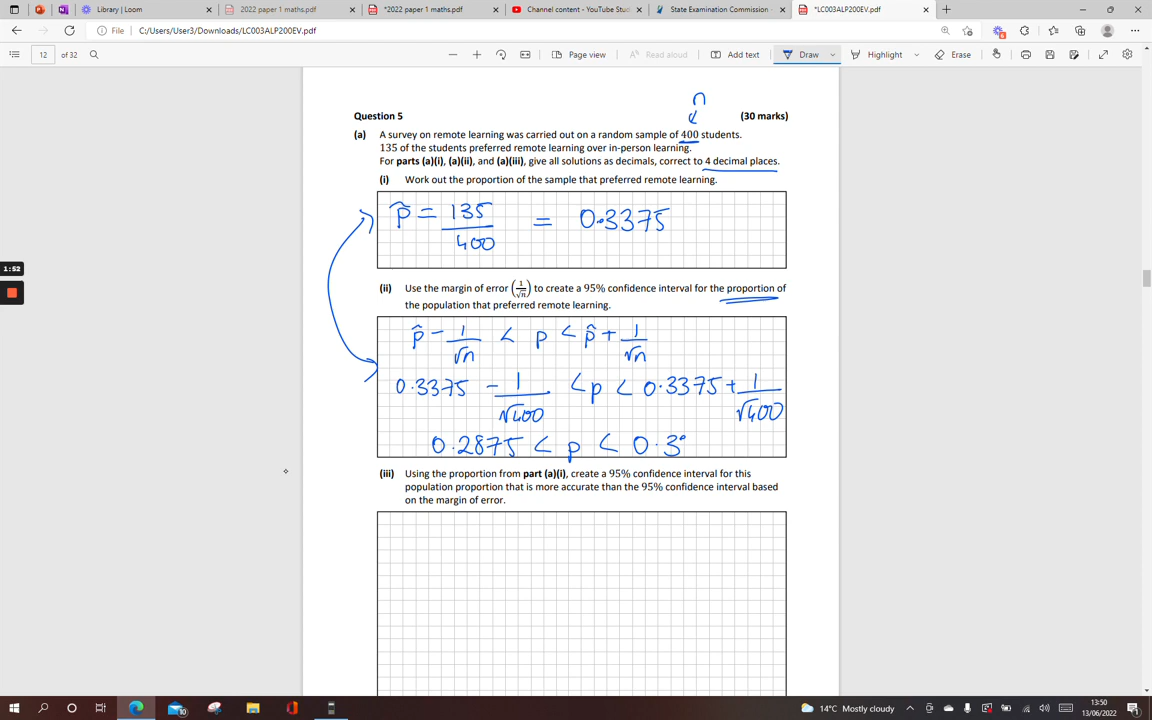 Library | Loom
2022 paper 1 maths.pdf
*2022 paper 1 maths.pdf
Channel content - YouTube Stu
State Examination Commission -
*LC003ALP200EV.pdf
File
C:/Users/User3/Downloads/LC003ALP200EV.pdf
12 of 32
Page view
Read aloud
Add text
Draw
Highlight
Erase
n
Question 5
(30 marks)
(a) A survey on remote learning was carried out on a random sample of 400 students.
135 of the students preferred remote learning over in-person learning.
For parts (a)(i), (a)(ii), and (a)(iii), give all solutions as decimals, correct to 4 decimal places.
(i) Work out the proportion of the sample that preferred remote learning.
p̂ = 135/400 = 0.3375
1:52
(ii) Use the margin of error (1/√n) to create a 95% confidence interval for the proportion of
the population that preferred remote learning.
p̂ - 1/√n < p < p̂ + 1/√n
0.3375 - 1/√400 < p < 0.3375 + 1/√400
0.2875 < p < 0.3
(iii) Using the proportion from part (a)(i), create a 95% confidence interval for this
population proportion that is more accurate than the 95% confidence interval based
on the margin of error.
14°C Mostly cloudy
13:50
13/06/2022